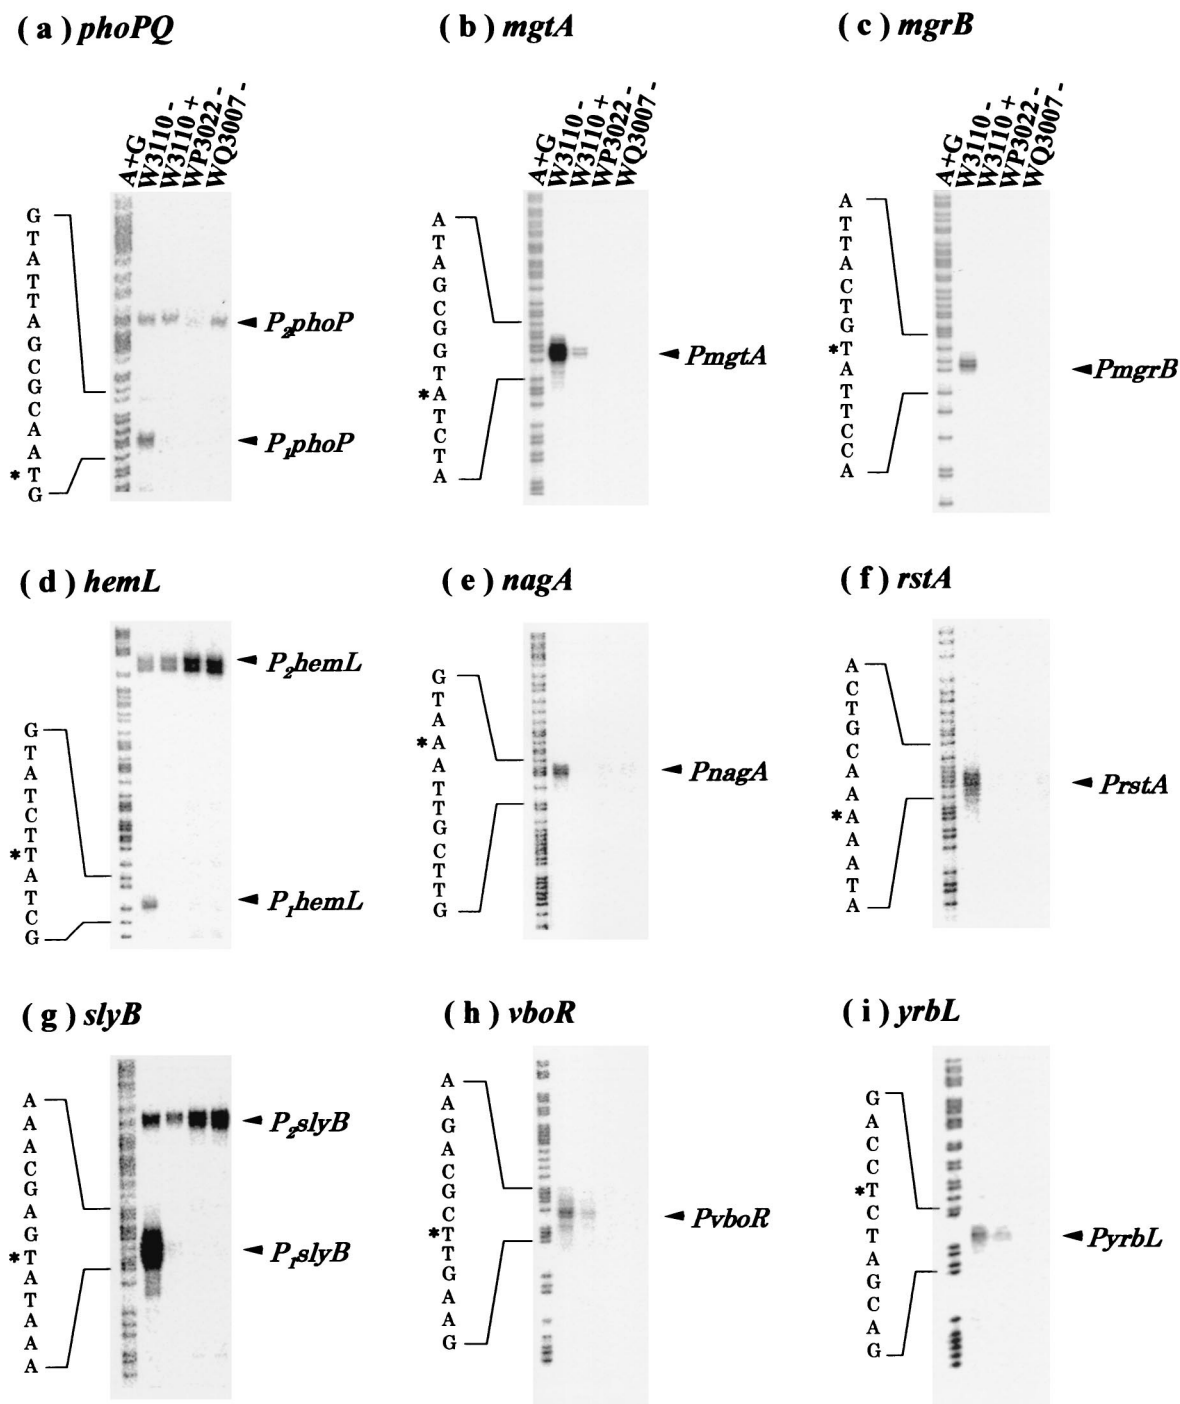 ( a ) phoPQ
A+G
W3110 -
W3110 +
WP3022 -
WQ3007 -
G
T
A
T
T
A
G
C
G
C
A
A
* T
G
P2phoP
P1phoP
( b ) mgtA
A+G
W3110 -
W3110 +
WP3022 -
WQ3007 -
A
T
A
G
C
G
G
T
* A
T
C
T
A
PmgtA
( c ) mgrB
A+G
W3110 -
W3110 +
WP3022 -
WQ3007 -
A
T
T
A
C
T
G
* T
A
T
T
C
C
A
PmgrB
( d ) hemL
G
T
A
T
C
T
* T
A
T
C
G
P2hemL
P1hemL
( e ) nagA
G
T
A
* A
A
T
T
G
C
T
T
G
PnagA
( f ) rstA
A
C
T
G
C
A
A
* A
A
A
T
A
PrstA
( g ) slyB
A
A
A
C
G
A
G
* T
A
T
A
A
A
P2slyB
P1slyB
( h ) vboR
A
A
G
A
C
G
C
* T
T
G
A
A
G
PvboR
( i ) yrbL
G
A
C
C
* T
C
T
A
G
C
A
G
PyrbL